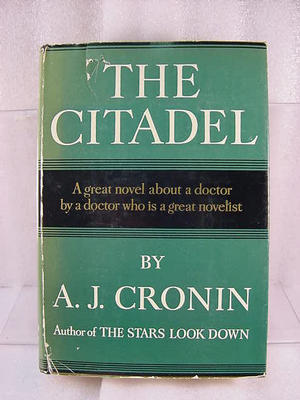 THE
CITADEL
A great novel about a doctor
by a doctor who is a great novelist
BY
A. J. CRONIN
Author of THE STARS LOOK DOWN